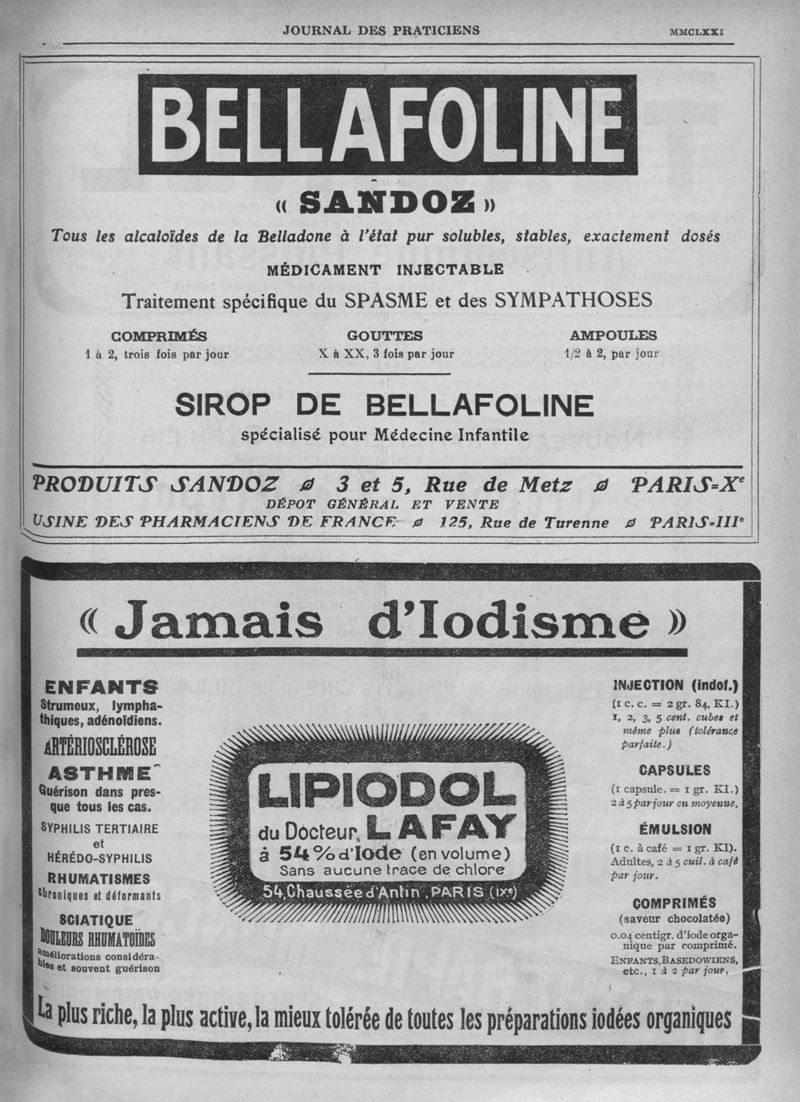 JOURNAL DES PRATICIENS MMCLXXI
BELLAFOLINE
« SANDOZ »
Tous les alcaloïdes de la Belladone à l'état pur solubles, stables, exactement dosés
MÉDICAMENT INJECTABLE
Traitement spécifique du SPASME et des SYMPATHOSES
COMPRIMÉS
1 à 2, trois fois par jour
GOUTTES
X à XX, 3 fois par jour
AMPOULES
1/2 à 2, par jour
SIROP DE BELLAFOLINE
spécialisé pour Médecine Infantile
PRODUITS SANDOZ ø 3 et 5, Rue de Metz ø PARIS=Xe
DÉPOT GÉNÉRAL ET VENTE
USINE DES PHARMACIENS DE FRANCE ø 125, Rue de Turenne ø PARIS=IIIe
« Jamais d'Iodisme »
ENFANTS
Strumeux, lympha-
thiques, adénoïdiens.
ARTÉRIOSCLÉROSE
ASTHME
Guérison dans pres-
que tous les cas.
SYPHILIS TERTIAIRE
et
HÉRÉDO-SYPHILIS
RHUMATISMES
Chroniques et déformants
SCIATIQUE
DOULEURS RHUMATOÏDES
améliorations considéra-
bles et souvent guérison
LIPIODOL
du Docteur LAFAY
à 54% d'Iode (en volume)
Sans aucune trace de chlore
54, Chaussée d'Antin, PARIS (IXe)
INJECTION (indol.)
(1 c. c. = 2 gr. 84, KI.)
1, 2, 3, 5 cent. cubes et
même plus (tolérance
parfaite.)
CAPSULES
(1 capsule. = 1 gr. KI.)
2 à 5 par jour en moyenne.
ÉMULSION
(1 c. à café = 1 gr. KI).
Adultes, 2 à 5 cuil. à café
par jour.
COMPRIMÉS
(saveur chocolatée)
0.04 centigr. d'iode orga-
nique par comprimé.
ENFANTS, BASEDOWIENS,
etc., 1 à 2 par jour,
La plus riche, la plus active, la mieux tolérée de toutes les préparations iodées organiques